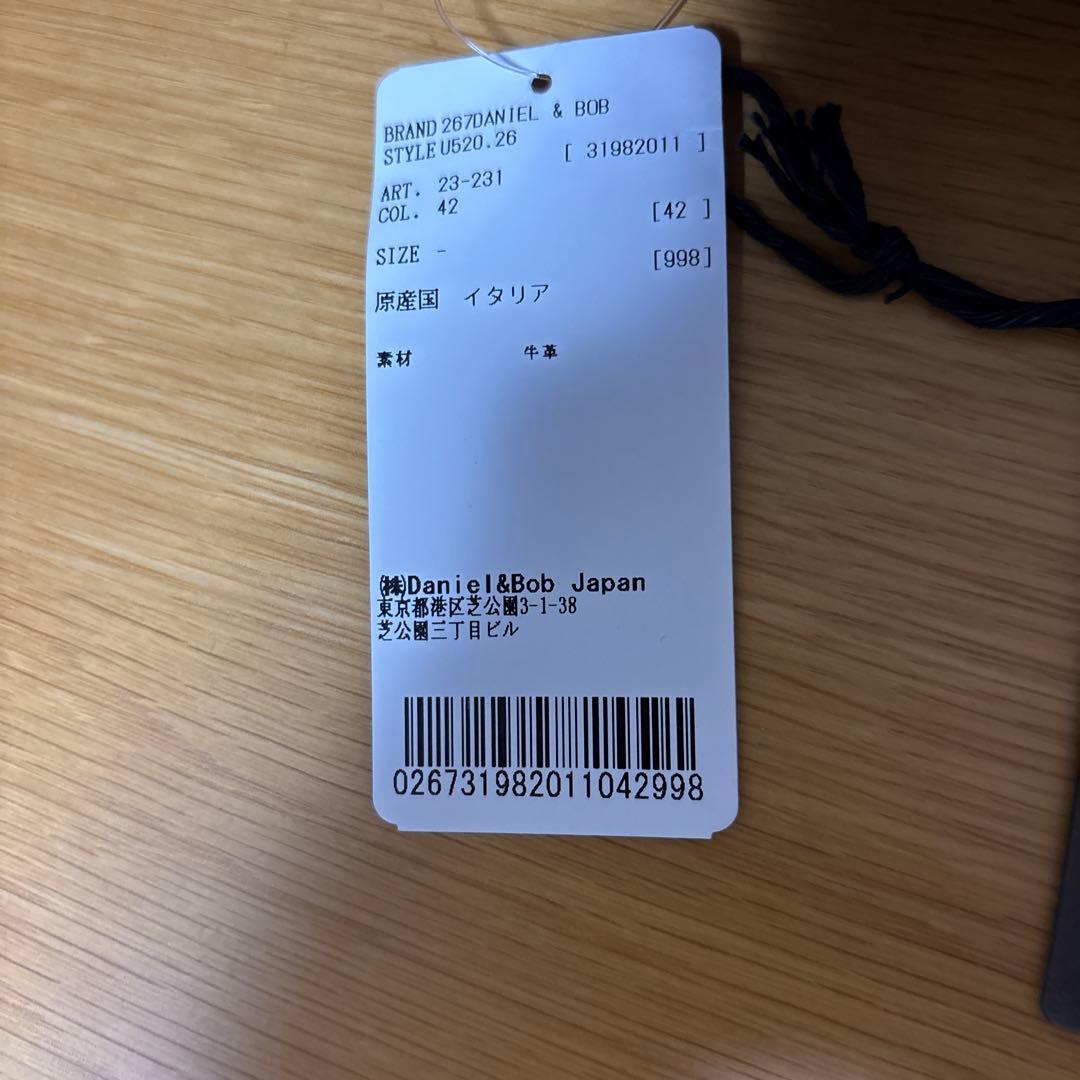 BRAND 267DANIEL & BOB
STYLE U520.26 [ 31982011 ]
ART. 23-231
COL. 42 [42 ]
SIZE - [998]
原産国 イタリア
素材 牛革
(株)Daniel&Bob Japan
東京都港区芝公園3-1-38
芝公園三丁目ビル
026731982011042998